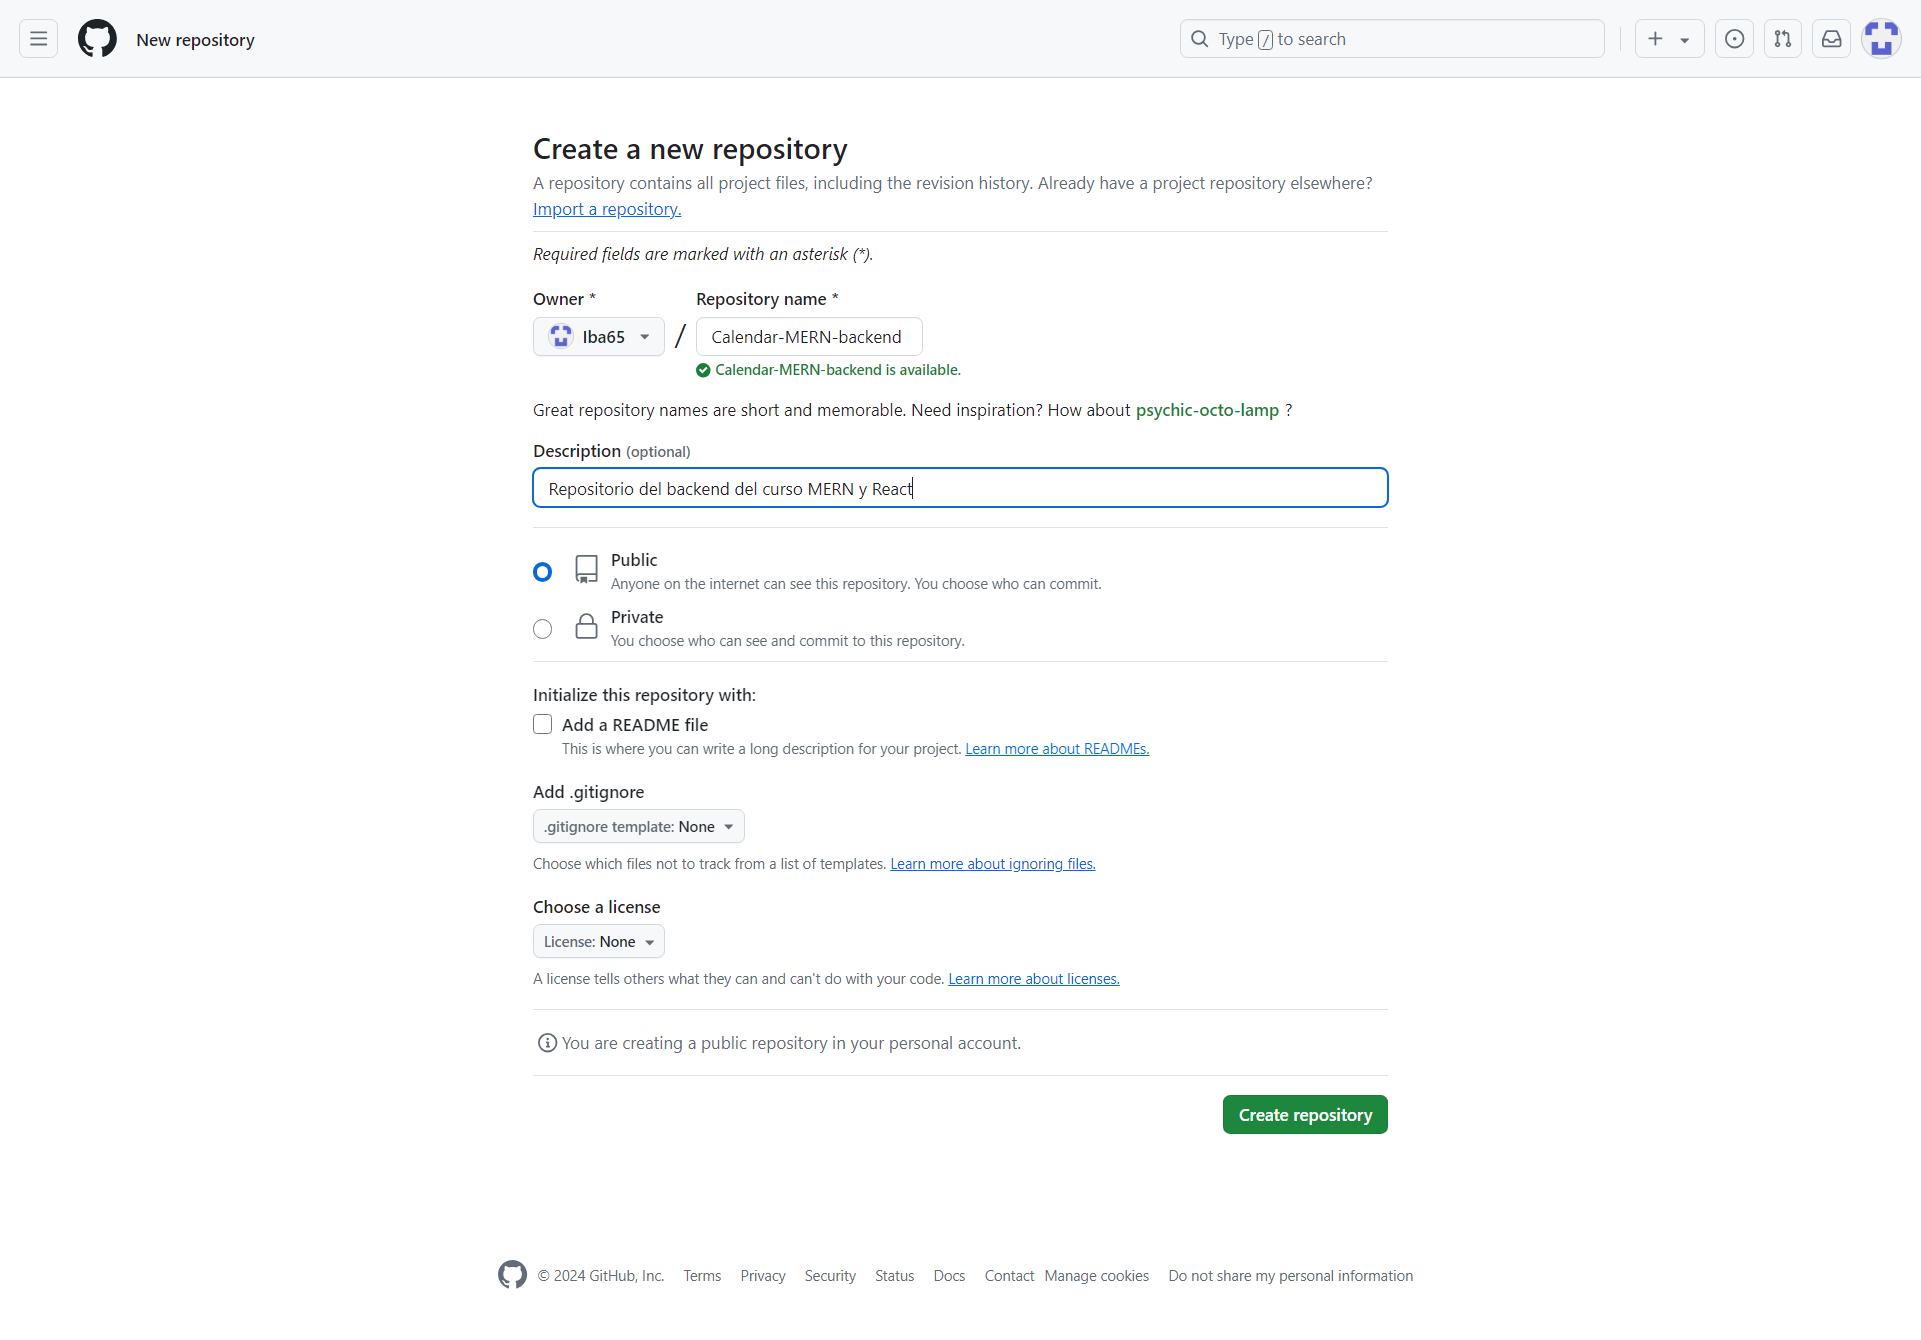 New repository
Type / to search
Create a new repository
A repository contains all project files, including the revision history. Already have a project repository elsewhere?
Import a repository.
Required fields are marked with an asterisk (*).
Owner * Repository name *
Iba65 / Calendar-MERN-backend
Calendar-MERN-backend is available.
Great repository names are short and memorable. Need inspiration? How about psychic-octo-lamp ?
Description (optional)
Repositorio del backend del curso MERN y React
Public
Anyone on the internet can see this repository. You choose who can commit.
Private
You choose who can see and commit to this repository.
Initialize this repository with:
Add a README file
This is where you can write a long description for your project. Learn more about READMEs.
Add .gitignore
.gitignore template: None
Choose which files not to track from a list of templates. Learn more about ignoring files.
Choose a license
License: None
A license tells others what they can and can't do with your code. Learn more about licenses.
You are creating a public repository in your personal account.
Create repository
© 2024 GitHub, Inc. Terms Privacy Security Status Docs Contact Manage cookies Do not share my personal information